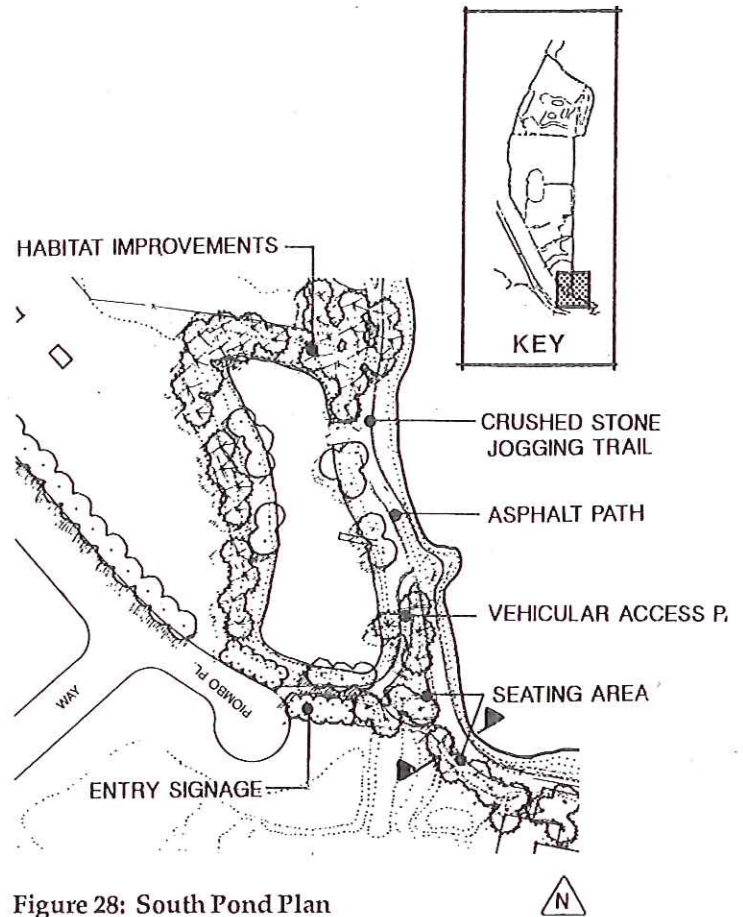 KEY
HABITAT IMPROVEMENTS
CRUSHED STONE
JOGGING TRAIL
ASPHALT PATH
VEHICULAR ACCESS P.
SEATING AREA
WAY
PIOMBO PL.
ENTRY SIGNAGE
Figure 28: South Pond Plan
N